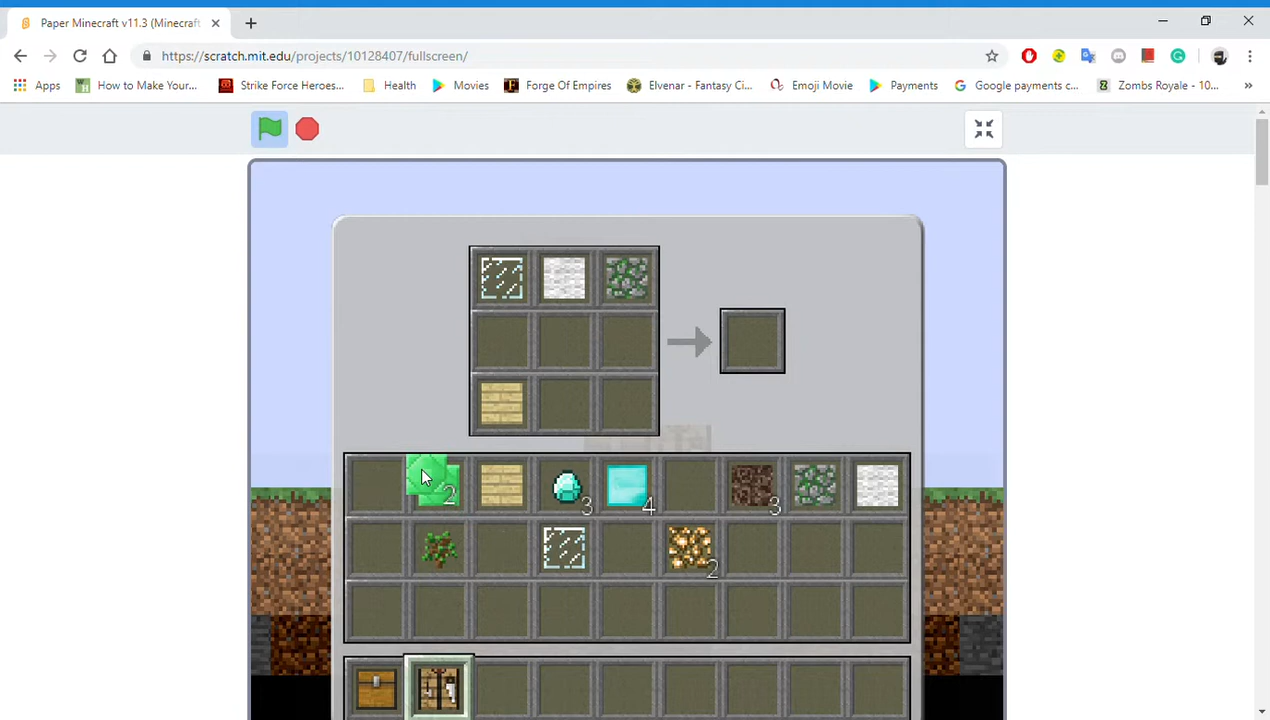 Paper Minecraft v11.3 (Minecraft
https://scratch.mit.edu/projects/10128407/fullscreen/
Apps How to Make Your... Strike Force Heroes... Health Movies Forge Of Empires Elvenar - Fantasy Ci... Emoji Movie Payments Google payments c... Zombs Royale - 10... »
2 3 4 3
2